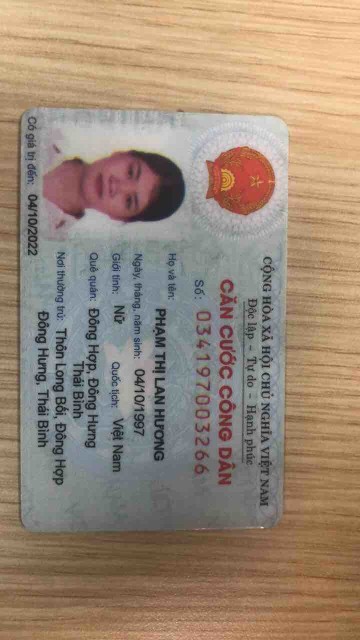 CỘNG HÒA XÃ HỘI CHỦ NGHĨA VIỆT NAM
Độc lập - Tự do - Hạnh phúc
CĂN CƯỚC CÔNG DÂN
Số: 034197003266
Họ và tên:
PHẠM THỊ LAN HƯƠNG
Ngày, tháng, năm sinh: 04/10/1997
Giới tính: Nữ Quốc tịch: Việt Nam
Quê quán: Đông Hợp, Đông Hưng
Thái Bình
Nơi thường trú: Thôn Long Bối, Đông Hợp
Đông Hưng, Thái Bình
Có giá trị đến: 04/10/2022